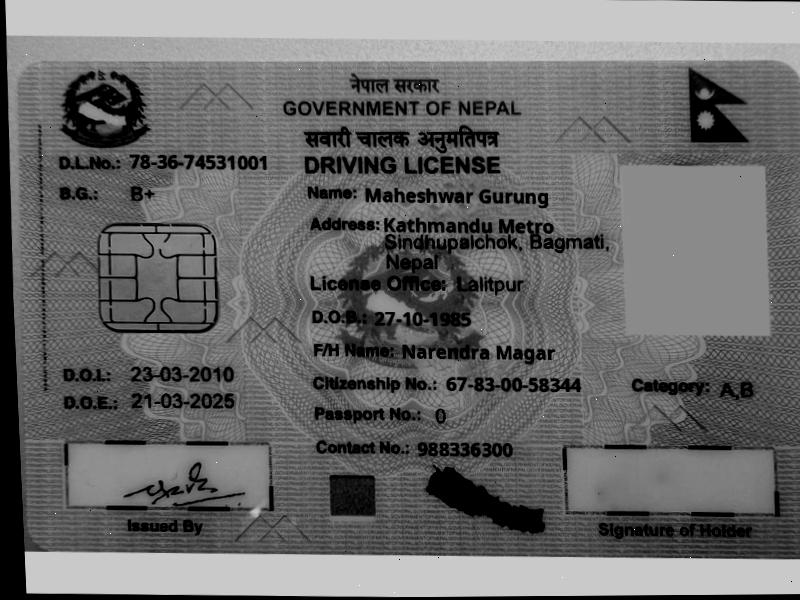 नेपाल सरकार
GOVERNMENT OF NEPAL
सवारी चालक अनुमतिपत्र
DRIVING LICENSE
D.L.No.: 78-36-74531001
B.G.: B+
Name: Maheshwar Gurung
Address: Kathmandu Metro
Sindhupalchok, Bagmati,
Nepal
License Office: Lalitpur
D.O.B.: 27-10-1985
F/H Name: Narendra Magar
D.O.I.: 23-03-2010
Citizenship No.: 67-83-00-58344
Category: A,B
D.O.E.: 21-03-2025
Passport No.: 0
Contact No.: 988336300
Issued By
Signature of Holder